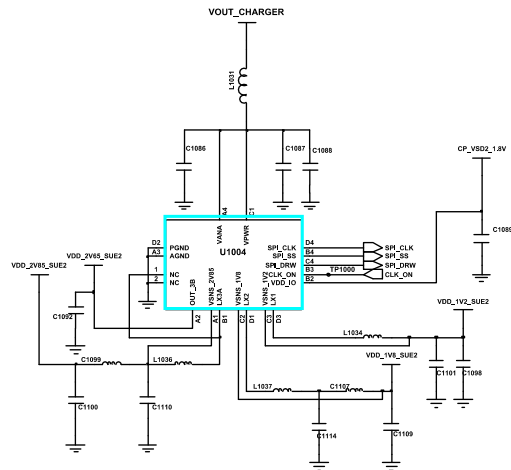 VOUT_CHARGER
L1031
C1086
C1087
C1088
CP_VSD2_1.8V
C1089
A4
C1
VANA
VPWR
U1004
D2
PGND
A3
AGND
1
NC
2
NC
SPI_CLK
D4
SPI_CLK
SPI_SS
B4
SPI_SS
SPI_DRW
C4
SPI_DRW
CLK_ON
B3
TP1000
CLK_ON
VDD_IO
B2
OUT_3B
VSNS_2V85
LX3A
VSNS_1V8
LX2
VSNS_1V2
LX1
A2
A1
B1
C2
D1
C3
D3
VDD_2V65_SUE2
VDD_2V85_SUE2
C1092
VDD_1V2_SUE2
L1034
C1101
C1098
C1099
L1036
VDD_1V8_SUE2
L1037
C1107
C1100
C1110
C1114
C1109